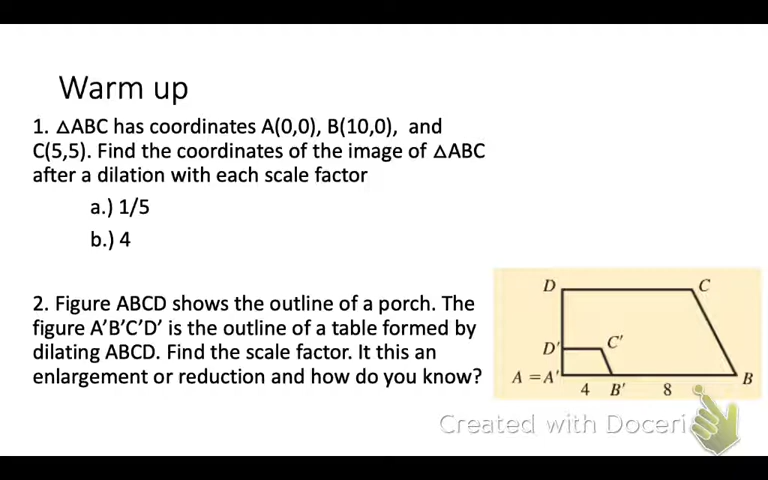 Warm up
1. △ABC has coordinates A(0,0), B(10,0), and
C(5,5). Find the coordinates of the image of △ABC
after a dilation with each scale factor
a.) 1/5
b.) 4
2. Figure ABCD shows the outline of a porch. The
figure A′B′C′D′ is the outline of a table formed by
dilating ABCD. Find the scale factor. It this an
enlargement or reduction and how do you know?
D C
D′ C′
A = A′ B
4 B′ 8
Created with Doceri